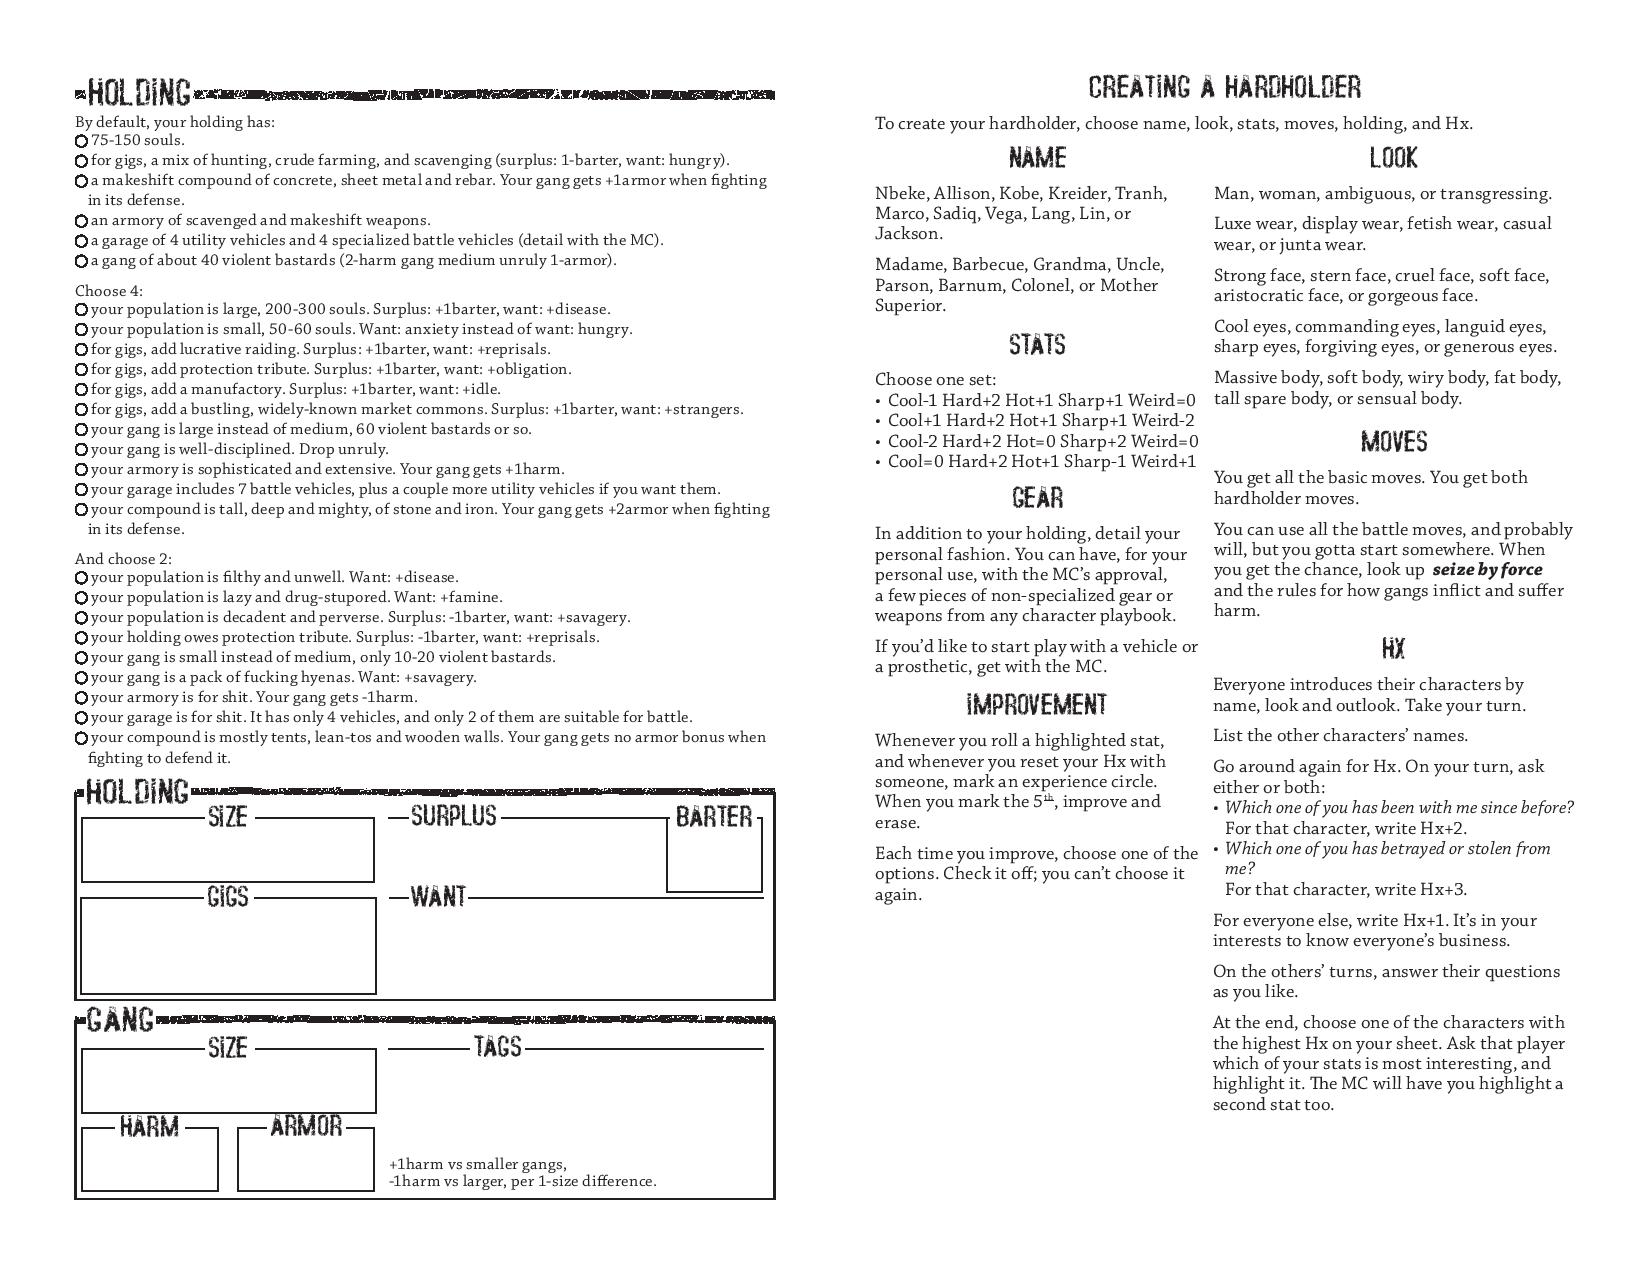 HOLDING
By default, your holding has:
75-150 souls.
for gigs, a mix of hunting, crude farming, and scavenging (surplus: 1-barter, want: hungry).
a makeshift compound of concrete, sheet metal and rebar. Your gang gets +1armor when fighting
in its defense.
an armory of scavenged and makeshift weapons.
a garage of 4 utility vehicles and 4 specialized battle vehicles (detail with the MC).
a gang of about 40 violent bastards (2-harm gang medium unruly 1-armor).
Choose 4:
your population is large, 200-300 souls. Surplus: +1barter, want: +disease.
your population is small, 50-60 souls. Want: anxiety instead of want: hungry.
for gigs, add lucrative raiding. Surplus: +1barter, want: +reprisals.
for gigs, add protection tribute. Surplus: +1barter, want: +obligation.
for gigs, add a manufactory. Surplus: +1barter, want: +idle.
for gigs, add a bustling, widely-known market commons. Surplus: +1barter, want: +strangers.
your gang is large instead of medium, 60 violent bastards or so.
your gang is well-disciplined. Drop unruly.
your armory is sophisticated and extensive. Your gang gets +1harm.
your garage includes 7 battle vehicles, plus a couple more utility vehicles if you want them.
your compound is tall, deep and mighty, of stone and iron. Your gang gets +2armor when fighting
in its defense.
And choose 2:
your population is filthy and unwell. Want: +disease.
your population is lazy and drug-stupored. Want: +famine.
your population is decadent and perverse. Surplus: -1barter, want: +savagery.
your holding owes protection tribute. Surplus: -1barter, want: +reprisals.
your gang is small instead of medium, only 10-20 violent bastards.
your gang is a pack of fucking hyenas. Want: +savagery.
your armory is for shit. Your gang gets -1harm.
your garage is for shit. It has only 4 vehicles, and only 2 of them are suitable for battle.
your compound is mostly tents, lean-tos and wooden walls. Your gang gets no armor bonus when
fighting to defend it.
HOLDING
SIZE
SURPLUS
BARTER
GIGS
WANT
GANG
SIZE
TAGS
HARM
ARMOR
+1harm vs smaller gangs,
-1harm vs larger, per 1-size difference.
CREATING A HARDHOLDER
To create your hardholder, choose name, look, stats, moves, holding, and Hx.
NAME
Nbeke, Allison, Kobe, Kreider, Tranh,
Marco, Sadiq, Vega, Lang, Lin, or
Jackson.
Madame, Barbecue, Grandma, Uncle,
Parson, Barnum, Colonel, or Mother
Superior.
STATS
Choose one set:
• Cool-1 Hard+2 Hot+1 Sharp+1 Weird=0
• Cool+1 Hard+2 Hot+1 Sharp+1 Weird-2
• Cool-2 Hard+2 Hot=0 Sharp+2 Weird=0
• Cool=0 Hard+2 Hot+1 Sharp-1 Weird+1
GEAR
In addition to your holding, detail your
personal fashion. You can have, for your
personal use, with the MC's approval,
a few pieces of non-specialized gear or
weapons from any character playbook.
If you'd like to start play with a vehicle or
a prosthetic, get with the MC.
IMPROVEMENT
Whenever you roll a highlighted stat,
and whenever you reset your Hx with
someone, mark an experience circle.
When you mark the 5th, improve and
erase.
Each time you improve, choose one of the
options. Check it off; you can't choose it
again.
LOOK
Man, woman, ambiguous, or transgressing.
Luxe wear, display wear, fetish wear, casual
wear, or junta wear.
Strong face, stern face, cruel face, soft face,
aristocratic face, or gorgeous face.
Cool eyes, commanding eyes, languid eyes,
sharp eyes, forgiving eyes, or generous eyes.
Massive body, soft body, wiry body, fat body,
tall spare body, or sensual body.
MOVES
You get all the basic moves. You get both
hardholder moves.
You can use all the battle moves, and probably
will, but you gotta start somewhere. When
you get the chance, look up seize by force
and the rules for how gangs inflict and suffer
harm.
HX
Everyone introduces their characters by
name, look and outlook. Take your turn.
List the other characters' names.
Go around again for Hx. On your turn, ask
either or both:
• Which one of you has been with me since before?
For that character, write Hx+2.
• Which one of you has betrayed or stolen from
me?
For that character, write Hx+3.
For everyone else, write Hx+1. It's in your
interests to know everyone's business.
On the others' turns, answer their questions
as you like.
At the end, choose one of the characters with
the highest Hx on your sheet. Ask that player
which of your stats is most interesting, and
highlight it. The MC will have you highlight a
second stat too.